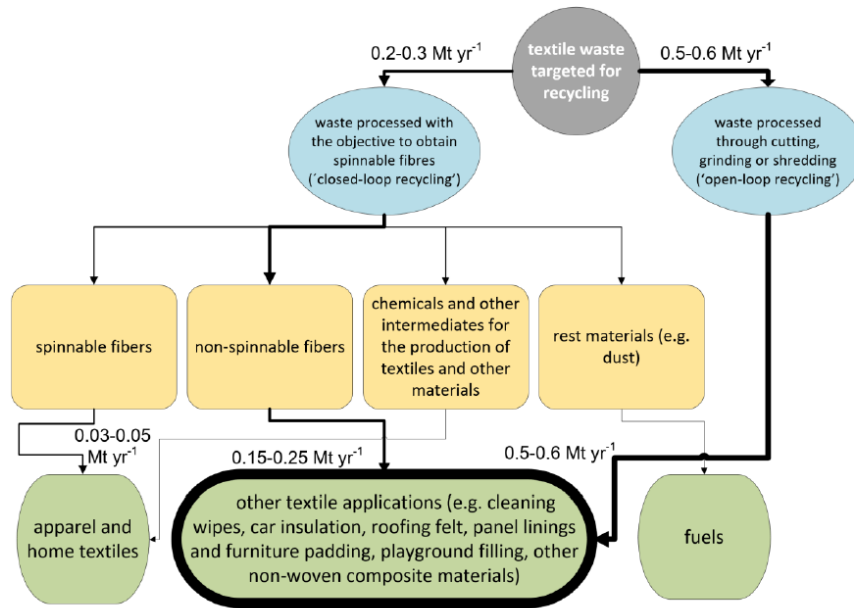 0.2-0.3 Mt yr⁻¹
textile waste
targeted for
recycling
0.5-0.6 Mt yr⁻¹
waste processed with
the objective to obtain
spinnable fibres
(´closed-loop recycling’)
waste processed
through cutting,
grinding or shredding
(‘open-loop recycling’)
spinnable fibers
non-spinnable fibers
chemicals and other
intermediates for
the production of
textiles and other
materials
rest materials (e.g.
dust)
0.03-0.05
Mt yr⁻¹
0.15-0.25 Mt yr⁻¹
0.5-0.6 Mt yr⁻¹
apparel and
home textiles
other textile applications (e.g. cleaning
wipes, car insulation, roofing felt, panel linings
and furniture padding, playground filling, other
non-woven composite materials)
fuels